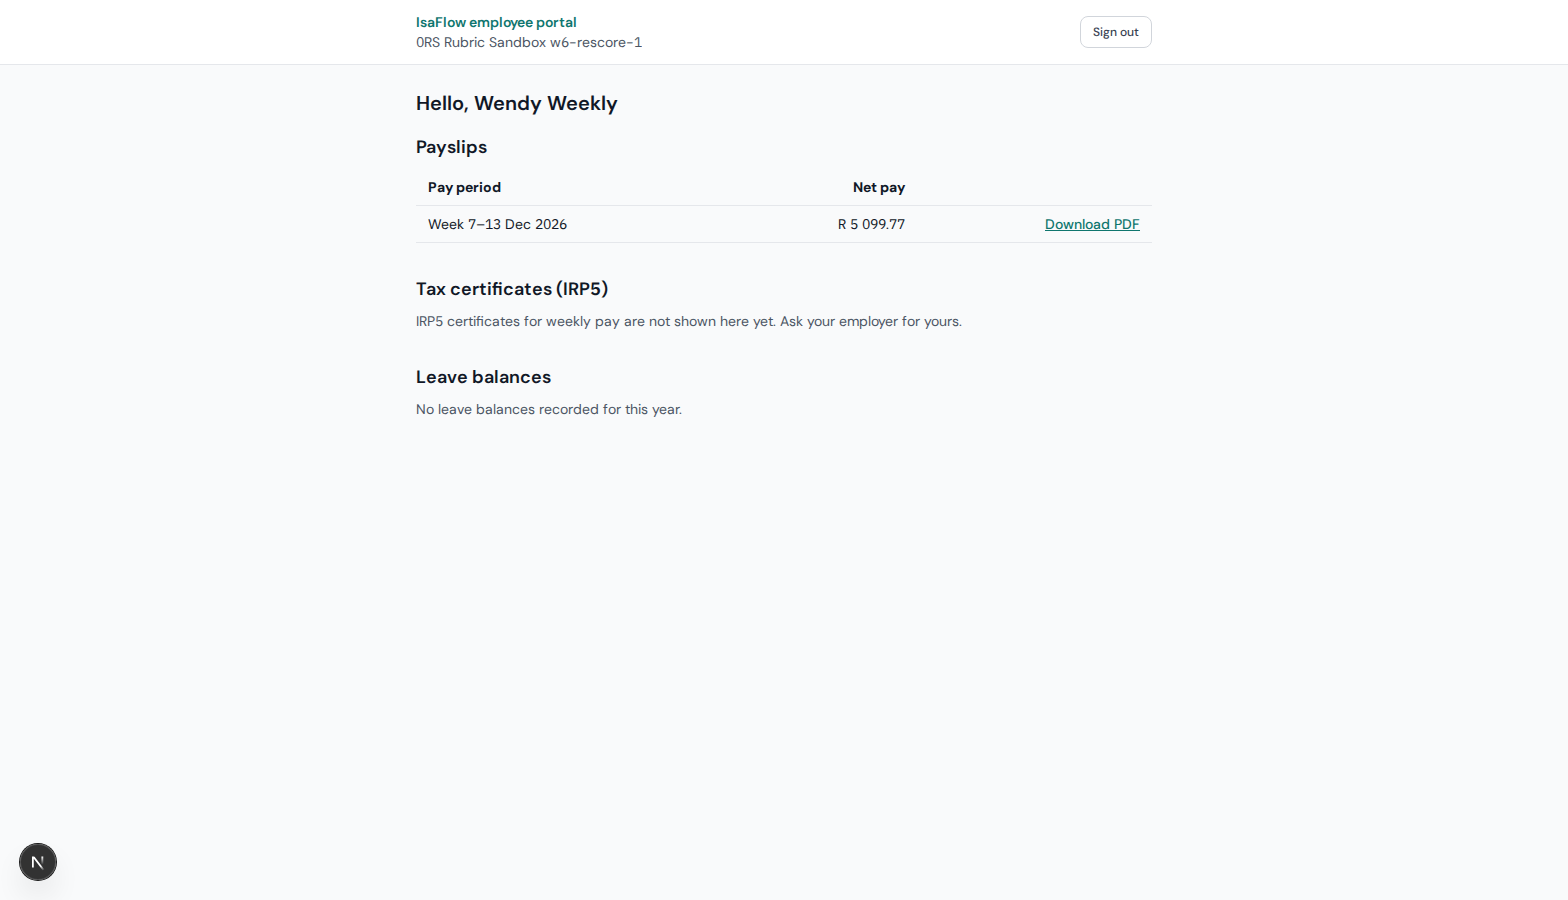 IsaFlow employee portal
0RS Rubric Sandbox w6-rescore-1
Sign out
Hello, Wendy Weekly
Payslips
Pay period Net pay
Week 7–13 Dec 2026 R 5 099.77 Download PDF
Tax certificates (IRP5)
IRP5 certificates for weekly pay are not shown here yet. Ask your employer for yours.
Leave balances
No leave balances recorded for this year.
N